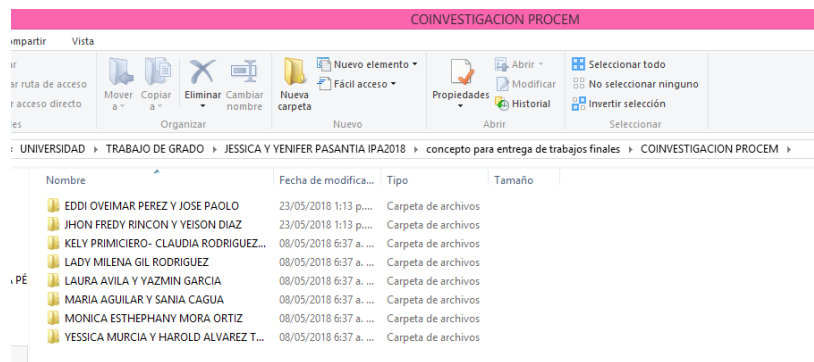 COINVESTIGACION PROCEM
ompartir Vista
Nuevo elemento
Abrir
Seleccionar todo
ar ruta de acceso
Mover a
Copiar a
Eliminar
Cambiar nombre
Nueva carpeta
Fácil acceso
Propiedades
Modificar
No seleccionar ninguno
r acceso directo
Historial
Invertir selección
es Organizar Nuevo Abrir Seleccionar
UNIVERSIDAD TRABAJO DE GRADO JESSICA Y YENIFER PASANTIA IPA2018 concepto para entrega de trabajos finales COINVESTIGACION PROCEM
Nombre Fecha de modifica... Tipo Tamaño
EDDI OVEIMAR PEREZ Y JOSE PAOLO 23/05/2018 1:13 p.... Carpeta de archivos
JHON FREDY RINCON Y YEISON DIAZ 23/05/2018 1:13 p.... Carpeta de archivos
KELY PRIMICIERO- CLAUDIA RODRIGUEZ... 08/05/2018 6:37 a. ... Carpeta de archivos
LADY MILENA GIL RODRIGUEZ 08/05/2018 6:37 a. ... Carpeta de archivos
A PÉ
LAURA AVILA Y YAZMIN GARCIA 08/05/2018 6:37 a. ... Carpeta de archivos
MARIA AGUILAR Y SANIA CAGUA 08/05/2018 6:37 a. ... Carpeta de archivos
MONICA ESTHEPHANY MORA ORTIZ 08/05/2018 6:37 a. ... Carpeta de archivos
YESSICA MURCIA Y HAROLD ALVAREZ T... 08/05/2018 6:37 a. ... Carpeta de archivos